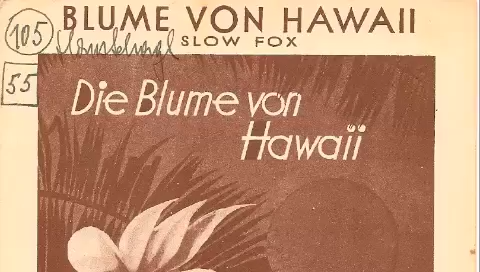 BLUME VON HAWAII
105
SLOW FOX
55
Die Blume von
Hawaii